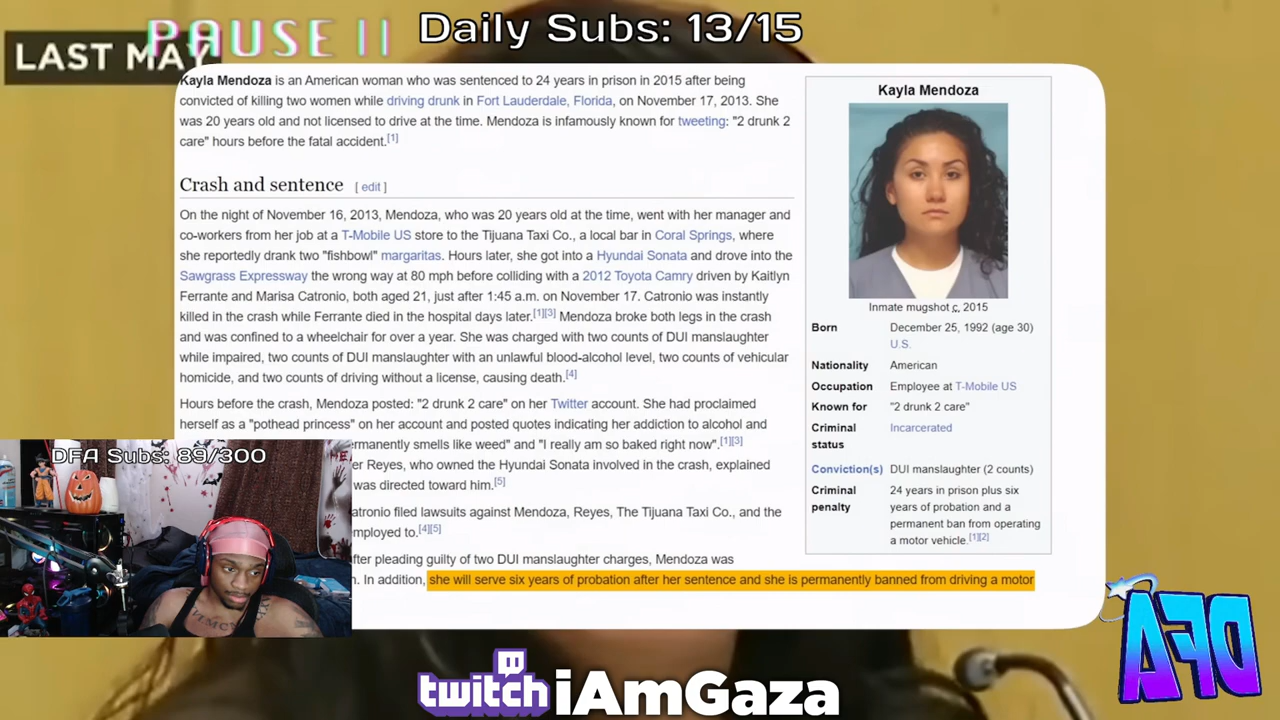 LAST MAY
PAUSE II
Daily Subs: 13/15
Kayla Mendoza is an American woman who was sentenced to 24 years in prison in 2015 after being
convicted of killing two women while driving drunk in Fort Lauderdale, Florida, on November 17, 2013. She
was 20 years old and not licensed to drive at the time. Mendoza is infamously known for tweeting: "2 drunk 2
care" hours before the fatal accident.[1]
Crash and sentence [ edit ]
On the night of November 16, 2013, Mendoza, who was 20 years old at the time, went with her manager and
co-workers from her job at a T-Mobile US store to the Tijuana Taxi Co., a local bar in Coral Springs, where
she reportedly drank two "fishbowl" margaritas. Hours later, she got into a Hyundai Sonata and drove into the
Sawgrass Expressway the wrong way at 80 mph before colliding with a 2012 Toyota Camry driven by Kaitlyn
Ferrante and Marisa Catronio, both aged 21, just after 1:45 a.m. on November 17. Catronio was instantly
killed in the crash while Ferrante died in the hospital days later.[1][3] Mendoza broke both legs in the crash
and was confined to a wheelchair for over a year. She was charged with two counts of DUI manslaughter
while impaired, two counts of DUI manslaughter with an unlawful blood-alcohol level, two counts of vehicular
homicide, and two counts of driving without a license, causing death.[4]
Hours before the crash, Mendoza posted: "2 drunk 2 care" on her Twitter account. She had proclaimed
herself as a "pothead princess" on her account and posted quotes indicating her addiction to alcohol and
rmanently smells like weed" and "I really am so baked right now".[1][3]
er Reyes, who owned the Hyundai Sonata involved in the crash, explained
was directed toward him.[5]
atronio filed lawsuits against Mendoza, Reyes, The Tijuana Taxi Co., and the
mployed to.[4][5]
fter pleading guilty of two DUI manslaughter charges, Mendoza was
n. In addition, she will serve six years of probation after her sentence and she is permanently banned from driving a motor
Kayla Mendoza
Inmate mugshot c. 2015
Born December 25, 1992 (age 30)
U.S.
Nationality American
Occupation Employee at T-Mobile US
Known for "2 drunk 2 care"
Criminal status Incarcerated
Conviction(s) DUI manslaughter (2 counts)
Criminal penalty 24 years in prison plus six
years of probation and a
permanent ban from operating
a motor vehicle.[1][2]
DFA Subs: 89/300
DFA
twitch iAmGaza